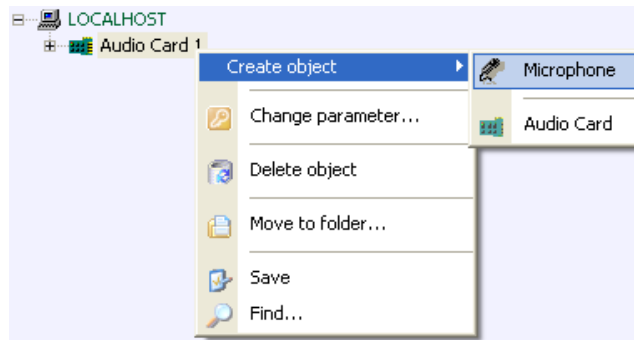 LOCALHOST
Audio Card 1
Create object
Microphone
Change parameter...
Audio Card
Delete object
Move to folder...
Save
Find...